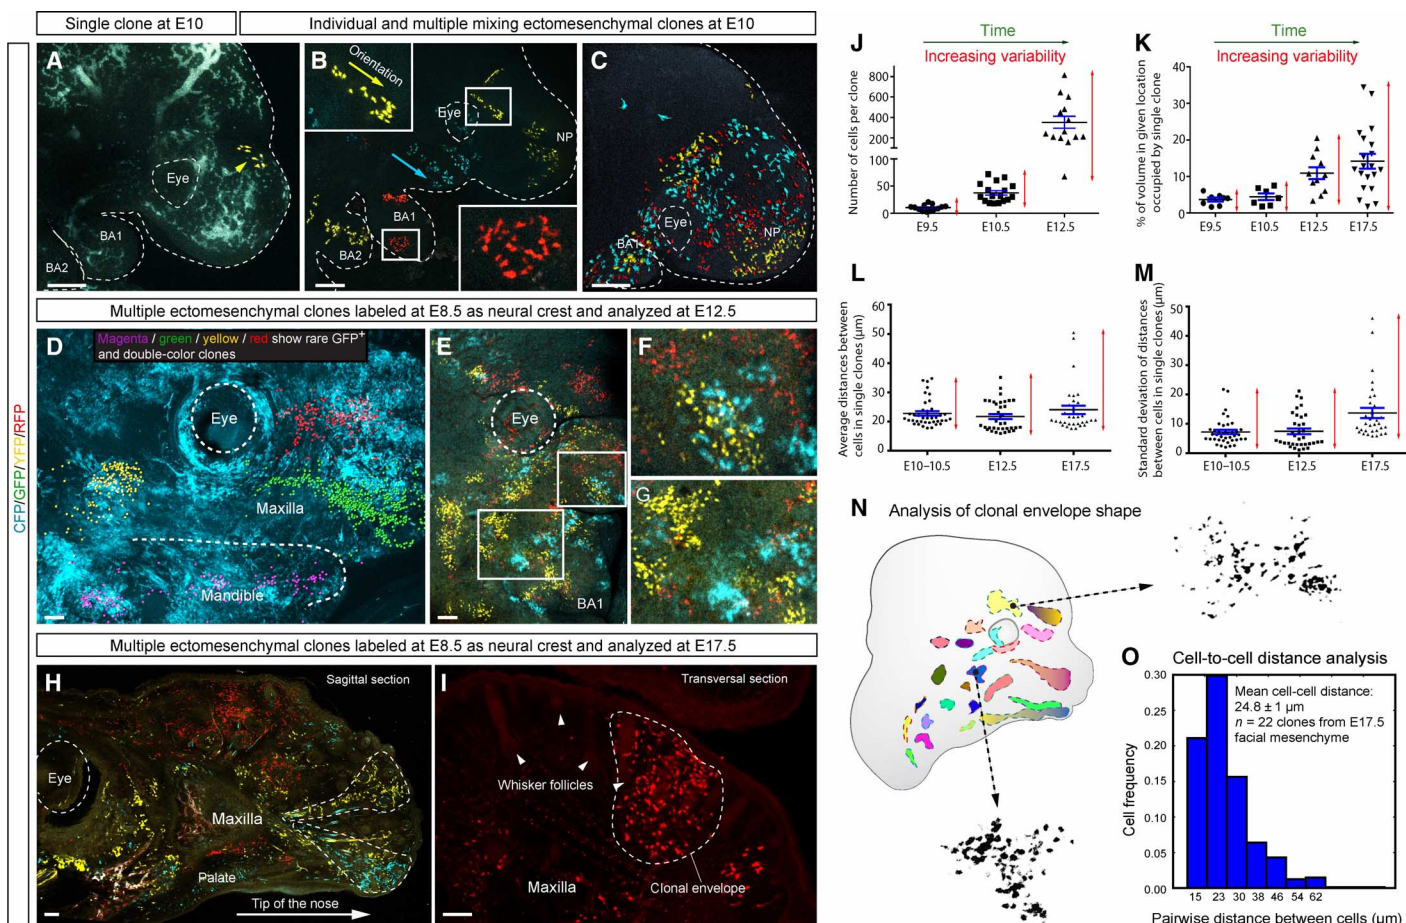 Single clone at E10
Individual and multiple mixing ectomesenchymal clones at E10
CFP/GFP/YFP/RFP
A
Eye
BA1
BA2
B
Orientation
Eye
NP
BA1
BA2
C
Eye
BA1
NP
Multiple ectomesenchymal clones labeled at E8.5 as neural crest and analyzed at E12.5
D
Magenta / green / yellow / red show rare GFP+
and double-color clones
Eye
Maxilla
Mandible
E
Eye
BA1
F
G
Multiple ectomesenchymal clones labeled at E8.5 as neural crest and analyzed at E17.5
H
Sagittal section
Eye
Maxilla
Palate
Tip of the nose
I
Transversal section
Whisker follicles
Maxilla
Clonal envelope
J
Time
Increasing variability
Number of cells per clone
800
600
400
200
100
50
0
E9.5
E10.5
E12.5
K
Time
Increasing variability
% of volume in given location
occupied by single clone
40
30
20
10
0
E9.5
E10.5
E12.5
E17.5
L
Average distances between
cells in single clones (µm)
60
50
40
30
20
10
0
E10–10.5
E12.5
E17.5
M
Standard deviation of distances
between cells in single clones (µm)
50
40
30
20
10
0
E10–10.5
E12.5
E17.5
N
Analysis of clonal envelope shape
O
Cell-to-cell distance analysis
Mean cell-cell distance:
24.8 ± 1 µm
n = 22 clones from E17.5
facial mesenchyme
Cell frequency
0.30
0.25
0.20
0.15
0.10
0.05
0.00
15 23 30 38 46 54 62
Pairwise distance between cells (µm)